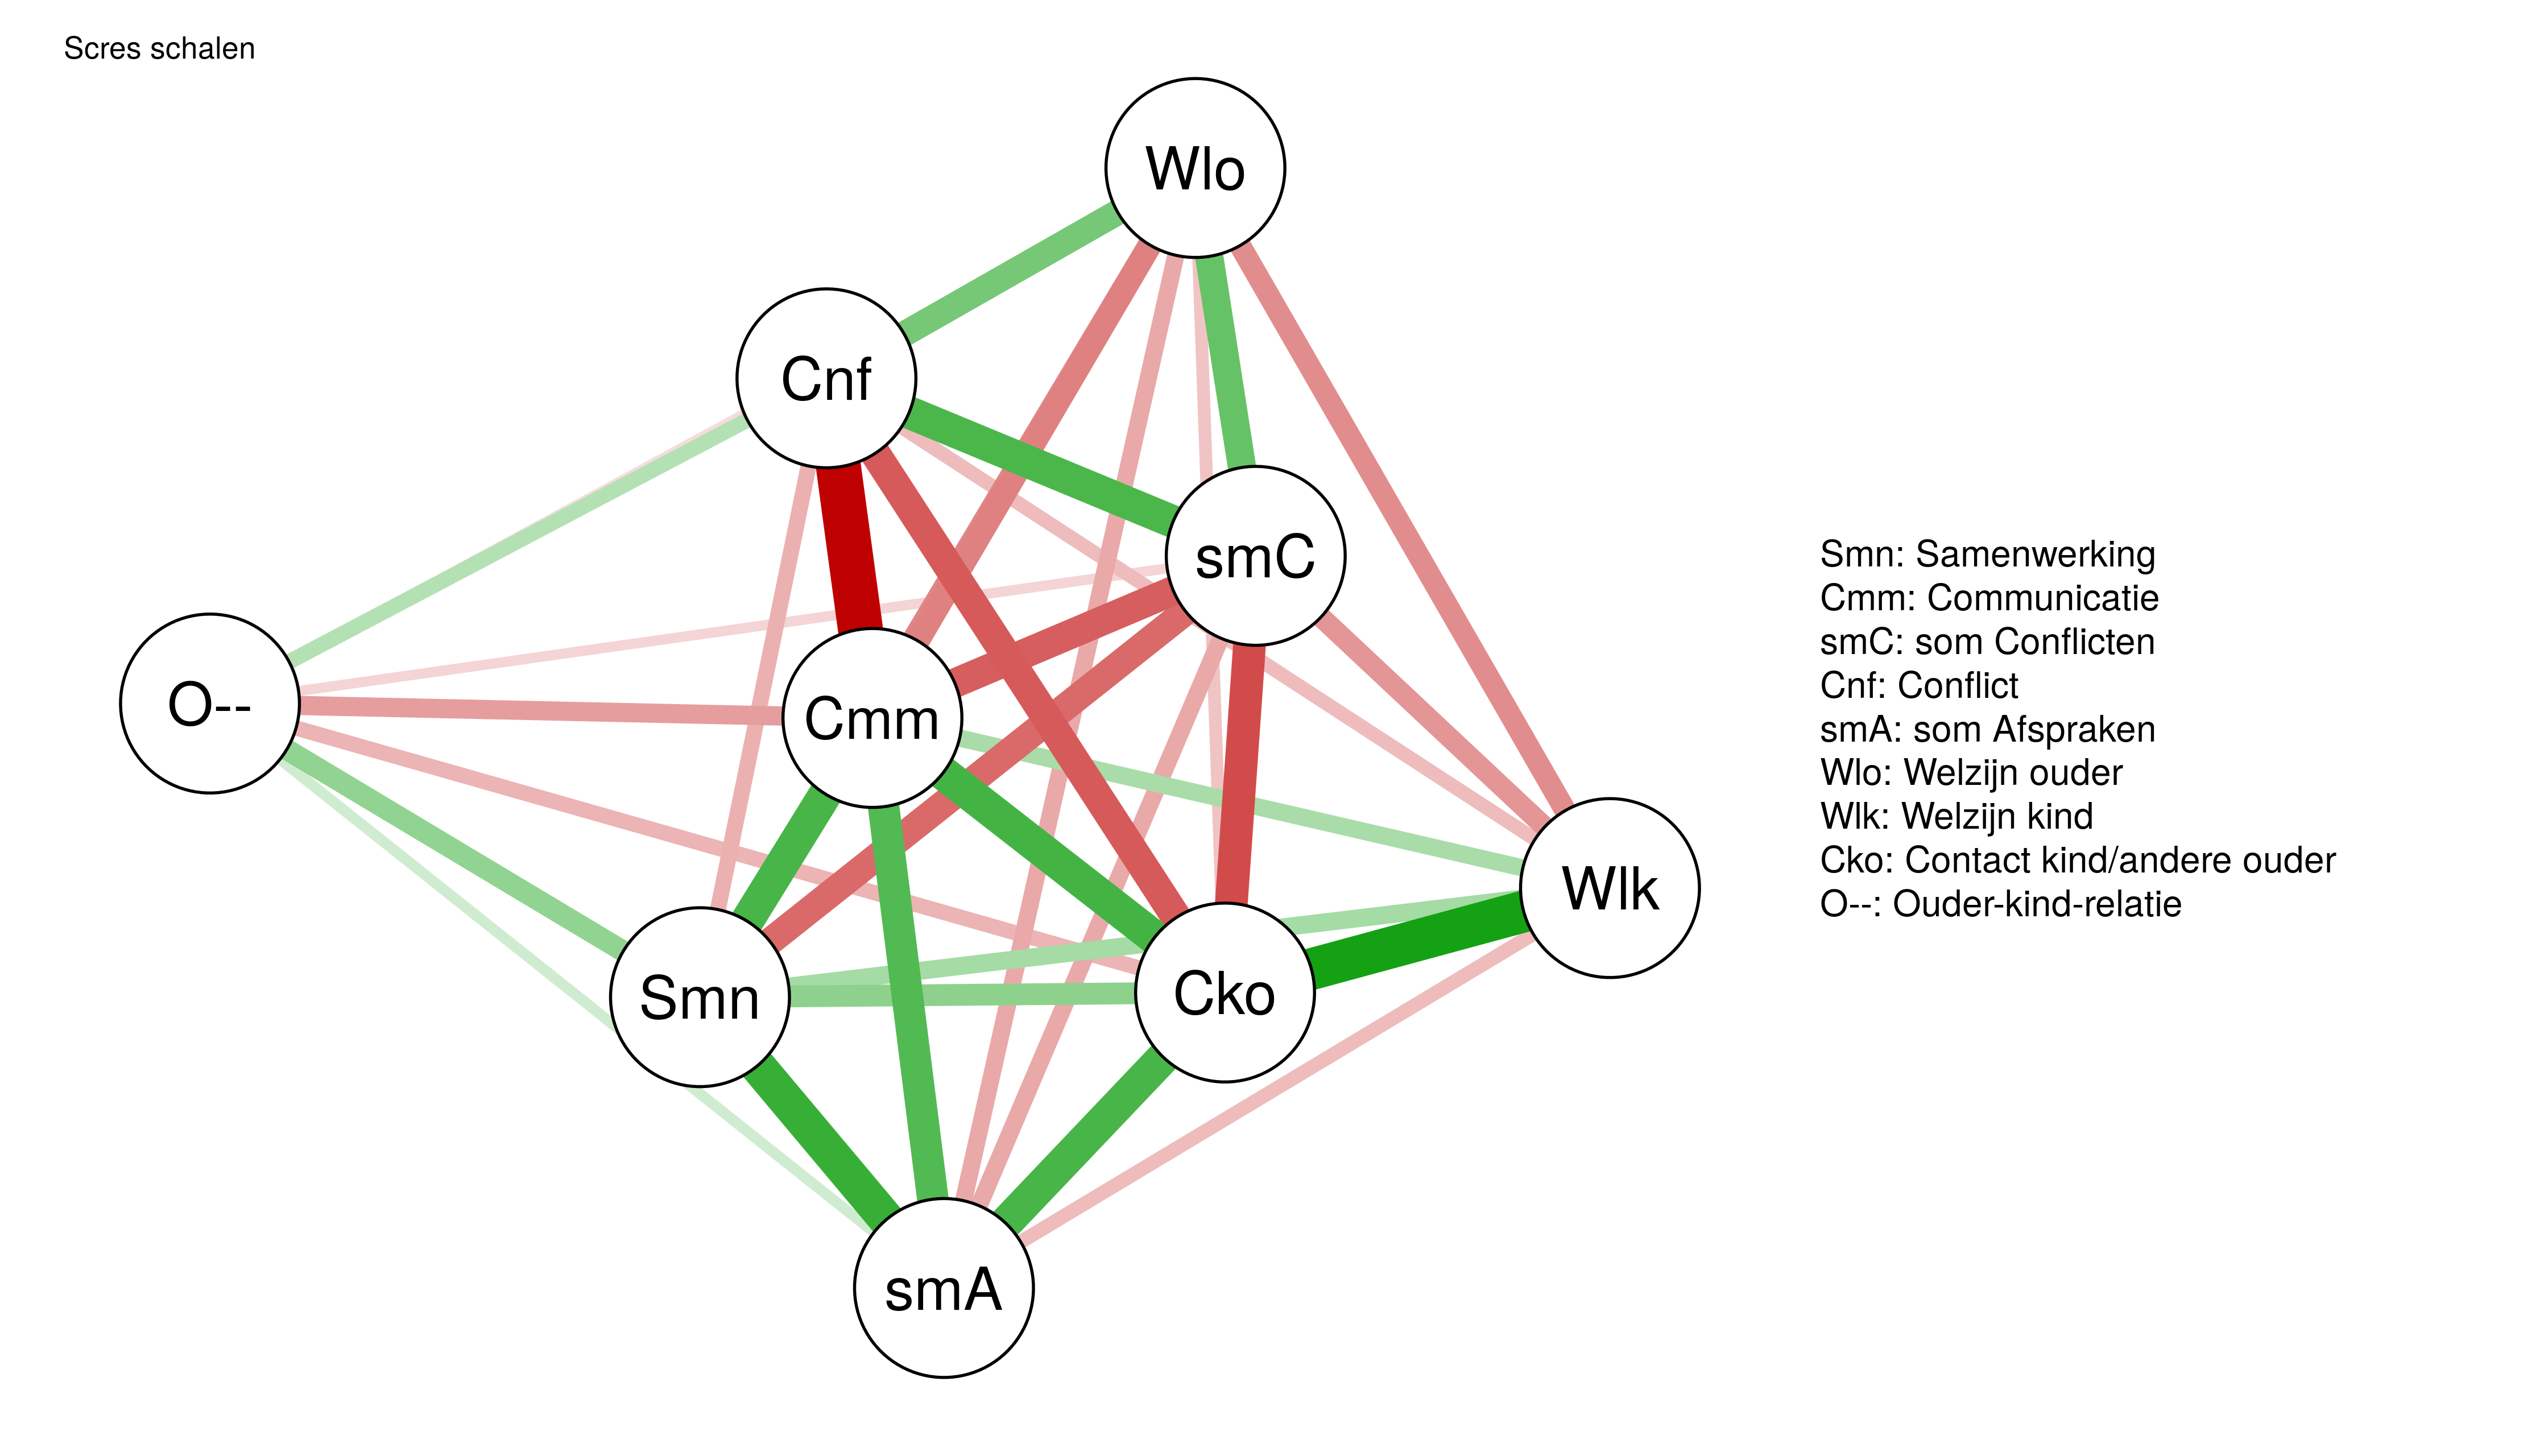 Scres schalen
Wlo
Cnf
smC
O--
Cmm
Wlk
Smn
Cko
smA
Smn: Samenwerking
Cmm: Communicatie
smC: som Conflicten
Cnf: Conflict
smA: som Afspraken
Wlo: Welzijn ouder
Wlk: Welzijn kind
Cko: Contact kind/andere ouder
O--: Ouder-kind-relatie